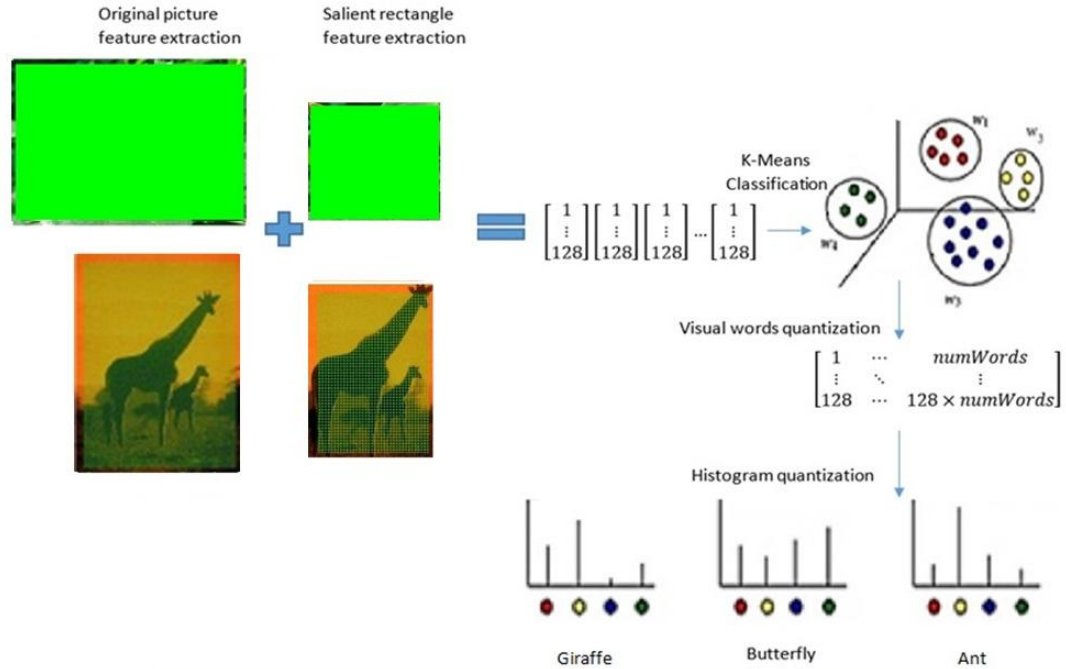 Original picture
feature extraction
Salient rectangle
feature extraction
K-Means
Classification
w₁
w₃
w₄
w₃
[1 ⋮ 128] [1 ⋮ 128] [1 ⋮ 128] ... [1 ⋮ 128]
Visual words quantization
1 ⋯ numWords
⋮ ⋱ ⋮
128 ⋯ 128 × numWords
Histogram quantization
Giraffe
Butterfly
Ant